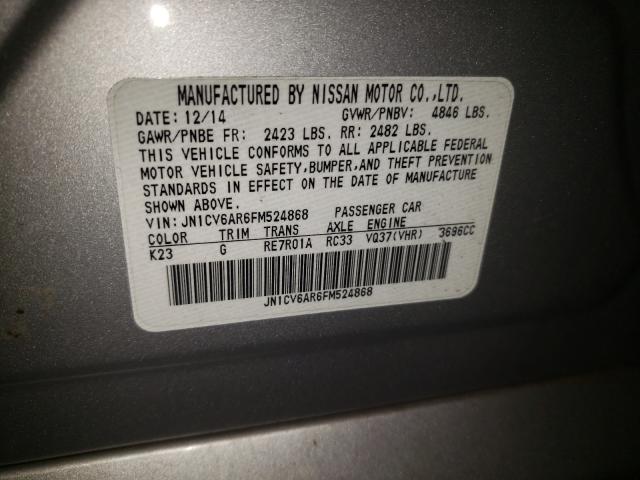 MANUFACTURED BY NISSAN MOTOR CO.,LTD.
DATE: 12/14 GVWR/PNBV: 4846 LBS.
GAWR/PNBE FR: 2423 LBS. RR: 2482 LBS.
THIS VEHICLE CONFORMS TO ALL APPLICABLE FEDERAL
MOTOR VEHICLE SAFETY,BUMPER,AND THEFT PREVENTION
STANDARDS IN EFFECT ON THE DATE OF MANUFACTURE
SHOWN ABOVE.
VIN: JN1CV6AR6FM524868 PASSENGER CAR
COLOR TRIM TRANS AXLE ENGINE
K23 G RE7R01A RC33 VQ37(VHR) 3696CC
JN1CV6AR6FM524868